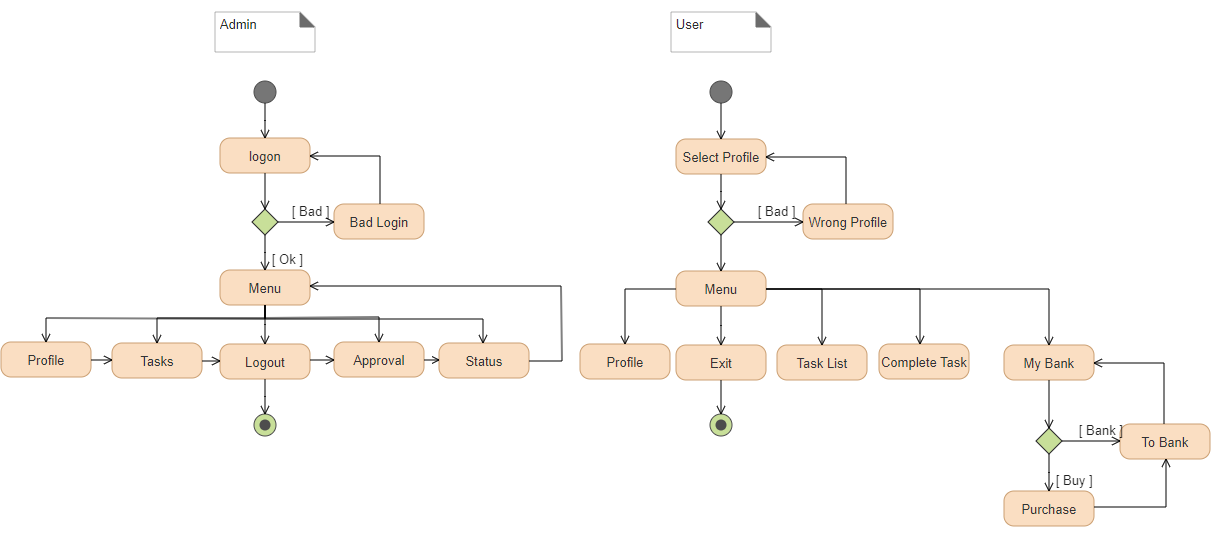 Admin
logon
[ Bad ]
Bad Login
[ Ok ]
Menu
Profile
Tasks
Logout
Approval
Status
User
Select Profile
[ Bad ]
Wrong Profile
Menu
Profile
Exit
Task List
Complete Task
My Bank
[ Bank ]
To Bank
[ Buy ]
Purchase